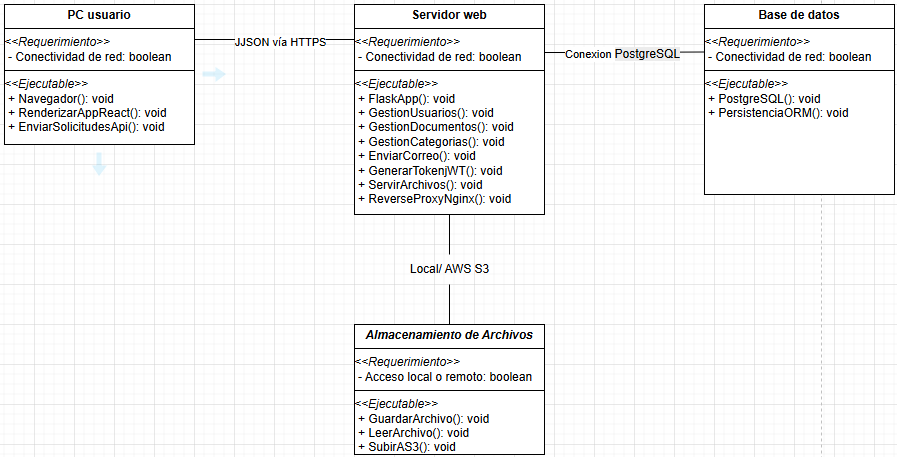 PC usuario
<<Requerimiento>>
- Conectividad de red: boolean
<<Ejecutable>>
+ Navegador(): void
+ RenderizarAppReact(): void
+ EnviarSolicitudesApi(): void
JJSON vía HTTPS
Servidor web
<<Requerimiento>>
- Conectividad de red: boolean
<<Ejecutable>>
+ FlaskApp(): void
+ GestionUsuarios(): void
+ GestionDocumentos(): void
+ GestionCategorias(): void
+ EnviarCorreo(): void
+ GenerarTokenjWT(): void
+ ServirArchivos(): void
+ ReverseProxyNginx(): void
Conexion PostgreSQL
Base de datos
<<Requerimiento>>
- Conectividad de red: boolean
<<Ejecutable>>
+ PostgreSQL(): void
+ PersistenciaORM(): void
Local/ AWS S3
Almacenamiento de Archivos
<<Requerimiento>>
- Acceso local o remoto: boolean
<<Ejecutable>>
+ GuardarArchivo(): void
+ LeerArchivo(): void
+ SubirAS3(): void